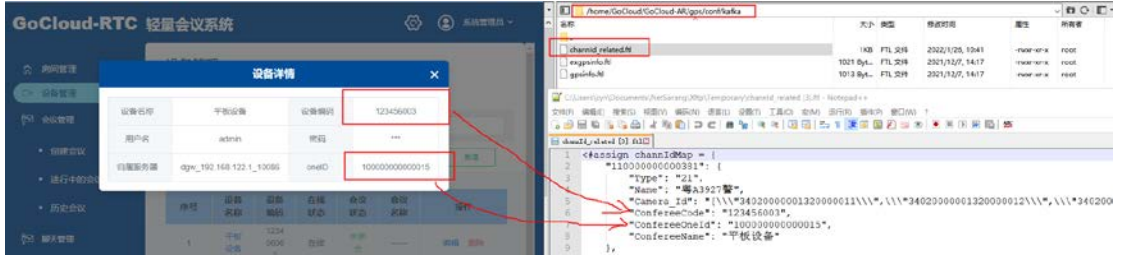 GoCloud-RTC 轻量会议系统
系统管理员
房间管理
设备管理
会议管理
创建会议
进行中的会议
历史会议
聊天管理
设备详情
×
设备名称 平板设备 设备编码 123456003
用户名 admin 密码 ***
归属服务器 dgw_192.168.122.1_10086 oneID 100000000000015
序号 设备名称 设备编码 在线状态 会议状态 会议名称 操作
1 平板设备 在线 编辑 删除
/home/GoCloud/GoCloud-AR/gps/conf/kafka
名称 大小 类型 修改时间 属性 所有者
channid_related.ftl 1KB FTL 文件 2022/1/26, 10:41 -rwxr-xr-x root
exgpsinfo.ftl 1021 Byt... FTL 文件 2021/12/7, 14:17 -rwxr-xr-x root
gpsinfo.ftl 1013 Byt... FTL 文件 2021/12/7, 14:17 -rwxr-xr-x root
文件(F) 编辑(E) 搜索(S) 视图(V) 编码(N) 语言(L) 设置(T) 工具(O) 宏(M) 运行(R) 插件(P) 窗口(W) ?
1 <#assign channIdMap = {
2 "110000000000381": {
3 "Type": "21",
4 "Name": "粤A3927警",
5 "Camera_Id": "[\\\"34020000001320000011\\\",\\\"34020000001320000012\\\",\\\"3402000
6 "ConfereeCode": "123456003",
7 "ConfereeOneId": "100000000000015",
8 "ConfereeName": "平板设备"
9 },